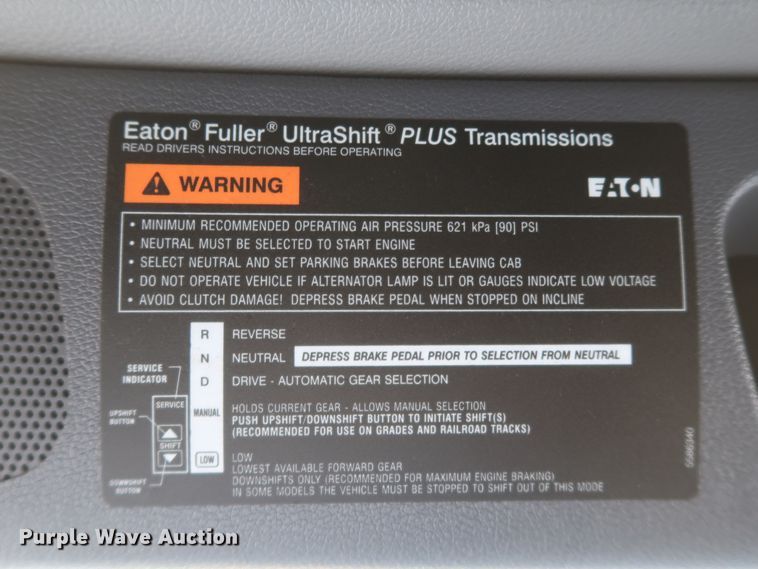 Eaton® Fuller® UltraShift® PLUS Transmissions
READ DRIVERS INSTRUCTIONS BEFORE OPERATING
WARNING
EATON
• MINIMUM RECOMMENDED OPERATING AIR PRESSURE 621 kPa [90] PSI
• NEUTRAL MUST BE SELECTED TO START ENGINE
• SELECT NEUTRAL AND SET PARKING BRAKES BEFORE LEAVING CAB
• DO NOT OPERATE VEHICLE IF ALTERNATOR LAMP IS LIT OR GAUGES INDICATE LOW VOLTAGE
• AVOID CLUTCH DAMAGE! DEPRESS BRAKE PEDAL WHEN STOPPED ON INCLINE
R REVERSE
N NEUTRAL DEPRESS BRAKE PEDAL PRIOR TO SELECTION FROM NEUTRAL
D DRIVE - AUTOMATIC GEAR SELECTION
SERVICE
INDICATOR
SERVICE
UPSHIFT
BUTTON
SHIFT
DOWNSHIFT
BUTTON
MANUAL
HOLDS CURRENT GEAR - ALLOWS MANUAL SELECTION
PUSH UPSHIFT/DOWNSHIFT BUTTON TO INITIATE SHIFT(S)
(RECOMMENDED FOR USE ON GRADES AND RAILROAD TRACKS)
LOW
LOW
LOWEST AVAILABLE FORWARD GEAR
DOWNSHIFTS ONLY (RECOMMENDED FOR MAXIMUM ENGINE BRAKING)
IN SOME MODELS THE VEHICLE MUST BE STOPPED TO SHIFT OUT OF THIS MODE
5586340
Purple Wave Auction